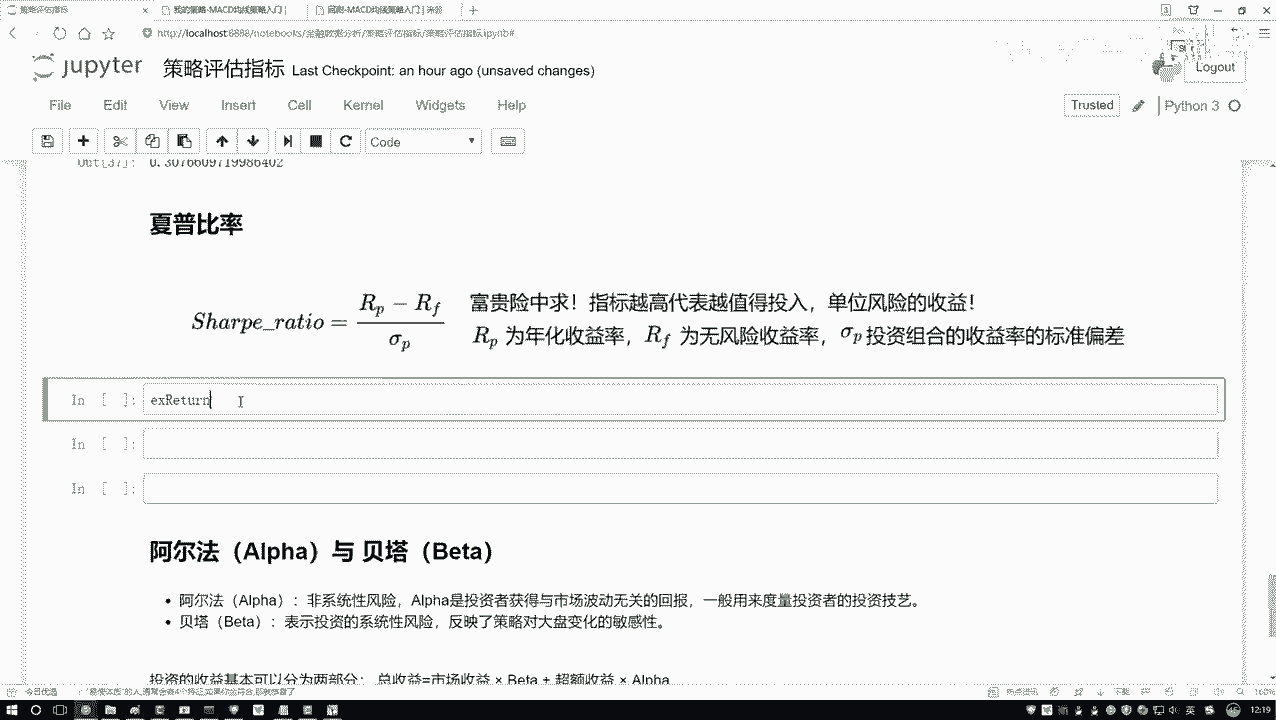 策略评估指标
我的策略-MACD均线策略入门 |
回测-MACD均线策略入门 |
http://localhost:8888/notebooks/金融数据分析/策略评估指标/策略评估指标.ipynb#
jupyter 策略评估指标 Last Checkpoint: an hour ago (unsaved changes)
Logout
File Edit View Insert Cell Kernel Widgets Help
Trusted
Python 3
Code
Out[37]: 0.3076609719986402
夏普比率
Sharpe_ratio = (R_p − R_f) / σ_p
富贵险中求！指标越高代表越值得投入，单位风险的收益！
R_p 为年化收益率，R_f 为无风险收益率，σ_p 投资组合的收益率的标准偏差
In [ ]: exReturn
In [ ]:
In [ ]:
阿尔法（Alpha）与 贝塔（Beta）
• 阿尔法（Alpha）：非系统性风险，Alpha是投资者获得与市场波动无关的回报，一般用来度量投资者的投资技艺。
• 贝塔（Beta）：表示投资的系统性风险，反映了策略对大盘变化的敏感性。
投资的收益基本可以分为两部分： 总收益=市场收益 × Beta + 超额收益 × Alpha
今日优选
下载
160%
英
12:19